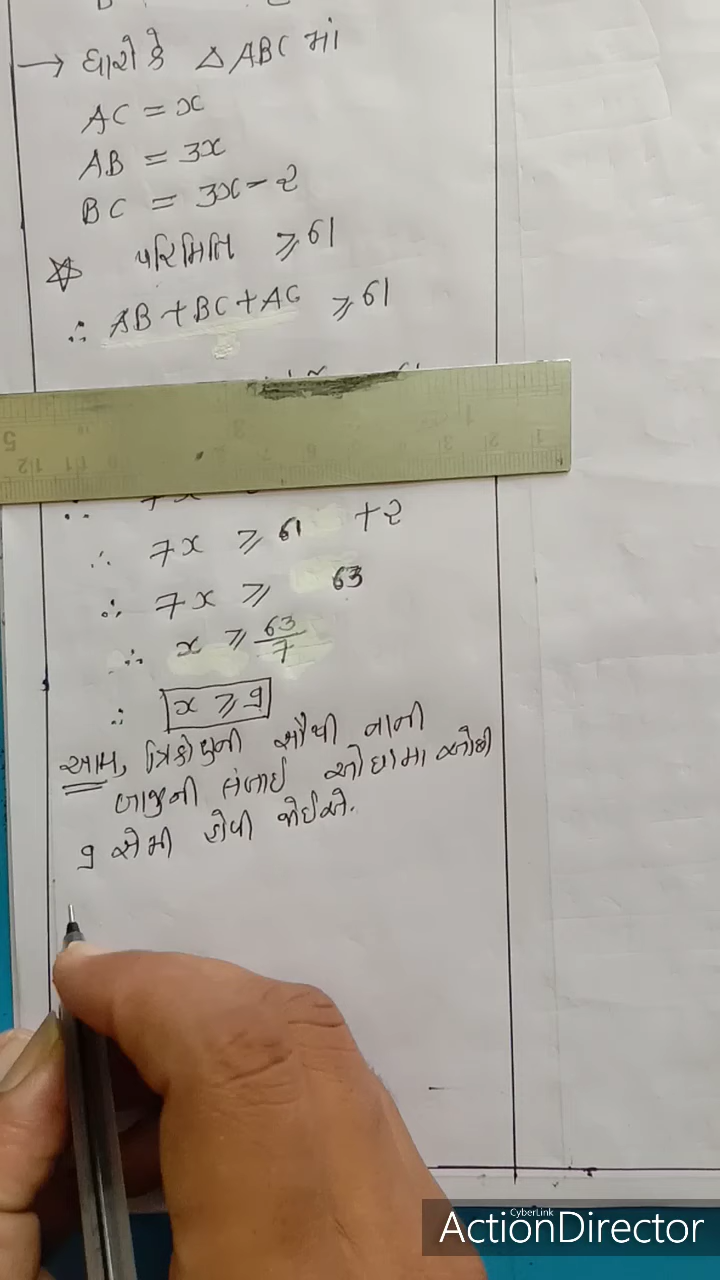 → ધારો કે △ABC માં
AC = x
AB = 3x
BC = 3x - 2
☆ પરિમિતિ ⩾ 61
∴ AB + BC + AC ⩾ 61
∴ 7x ⩾ 61 + 2
∴ 7x ⩾ 63
∴ x ⩾ 63/7
∴ x ⩾ 9
આમ, ત્રિકોણની સૌથી નાની
બાજુની લંબાઈ ઓછામા ઓછી
9 સેમી હોવી જોઈએ.
CyberLink
ActionDirector